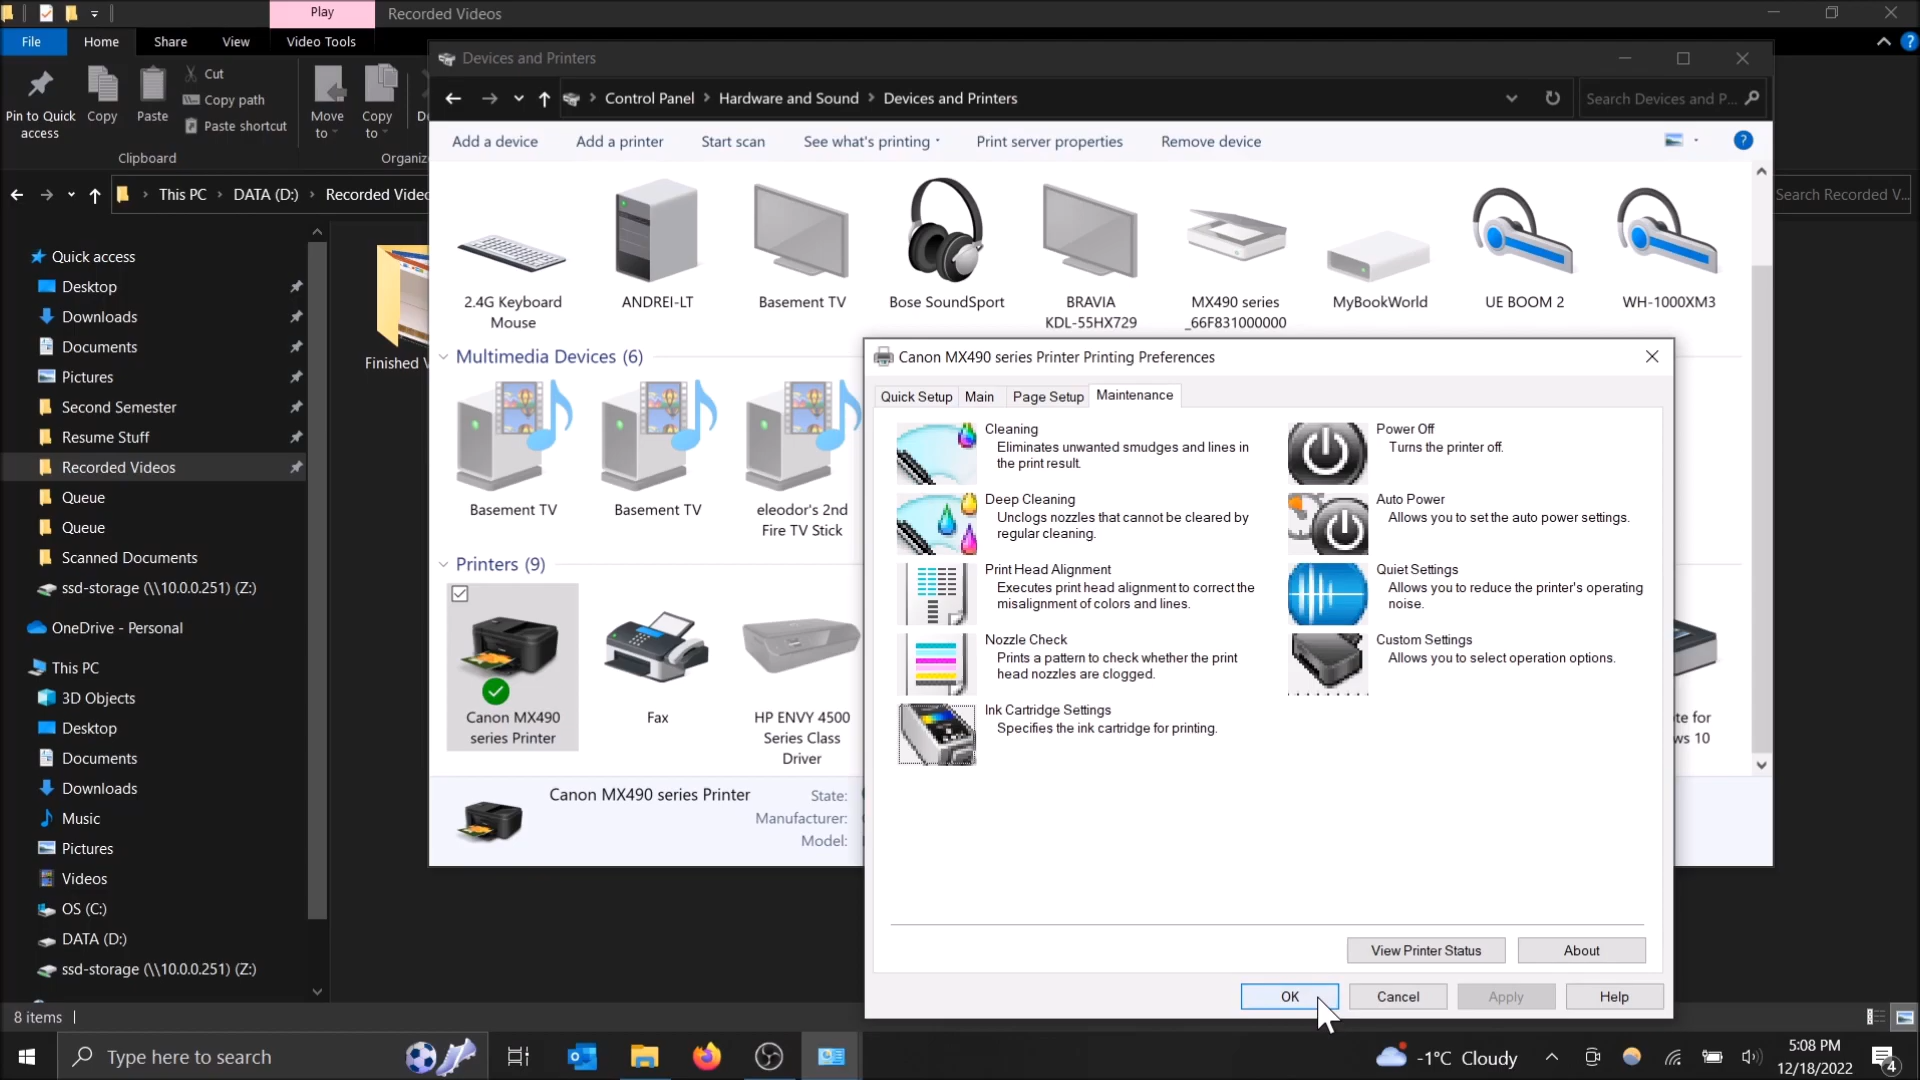 Play
Recorded Videos
File
Home
Share
View
Video Tools
Pin to Quick
access
Copy
Paste
Cut
Copy path
Paste shortcut
Move
to
Copy
to
Clipboard
Organiz
This PC
DATA (D:)
Recorded Video
Search Recorded V...
Quick access
Desktop
Downloads
Documents
Pictures
Second Semester
Resume Stuff
Recorded Videos
Queue
Queue
Scanned Documents
ssd-storage (\\10.0.0.251) (Z:)
OneDrive - Personal
This PC
3D Objects
Desktop
Documents
Downloads
Music
Pictures
Videos
OS (C:)
DATA (D:)
ssd-storage (\\10.0.0.251) (Z:)
8 items
Finished V
Devices and Printers
Control Panel
Hardware and Sound
Devices and Printers
Search Devices and P...
Add a device
Add a printer
Start scan
See what's printing
Print server properties
Remove device
2.4G Keyboard
Mouse
ANDREI-LT
Basement TV
Bose SoundSport
BRAVIA
KDL-55HX729
MX490 series
_66F831000000
MyBookWorld
UE BOOM 2
WH-1000XM3
Multimedia Devices (6)
Basement TV
Basement TV
eleodor's 2nd
Fire TV Stick
Printers (9)
Canon MX490
series Printer
Fax
HP ENVY 4500
Series Class
Driver
te for
ws 10
Canon MX490 series Printer
State:
Manufacturer:
Model:
Canon MX490 series Printer Printing Preferences
Quick Setup
Main
Page Setup
Maintenance
Cleaning
Eliminates unwanted smudges and lines in
the print result.
Deep Cleaning
Unclogs nozzles that cannot be cleared by
regular cleaning.
Print Head Alignment
Executes print head alignment to correct the
misalignment of colors and lines.
Nozzle Check
Prints a pattern to check whether the print
head nozzles are clogged.
Ink Cartridge Settings
Specifies the ink cartridge for printing.
Power Off
Turns the printer off.
Auto Power
Allows you to set the auto power settings.
Quiet Settings
Allows you to reduce the printer's operating
noise.
Custom Settings
Allows you to select operation options.
View Printer Status
About
OK
Cancel
Apply
Help
Type here to search
-1°C Cloudy
5:08 PM
12/18/2022
4